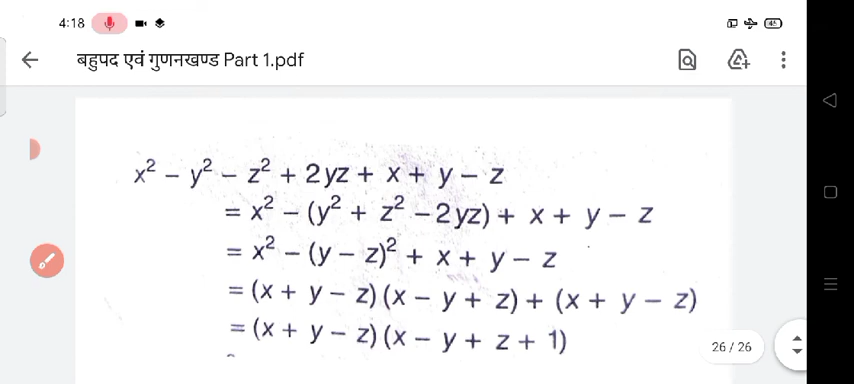 4:18 45
बहुपद एवं गुणनखण्ड Part 1.pdf
x² – y² – z² + 2yz + x + y – z
= x² – (y² + z² – 2yz) + x + y – z
= x² – (y – z)² + x + y – z
= (x + y – z) (x – y + z) + (x + y – z)
= (x + y – z) (x – y + z + 1)
26 / 26